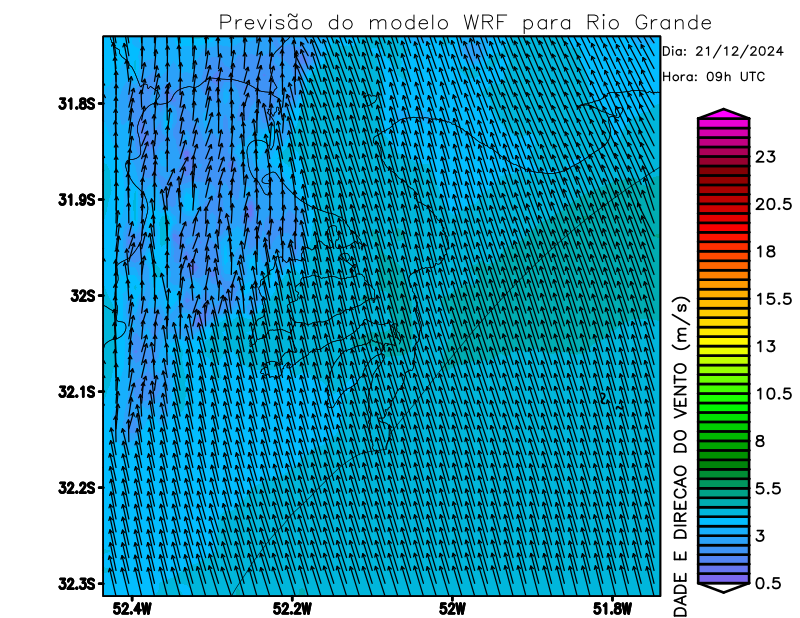 Previsão do modelo WRF para Rio Grande
Dia: 21/12/2024
Hora: 09h UTC
31.8S
31.9S
32S
32.1S
32.2S
32.3S
52.4W
52.2W
52W
51.8W
23
20.5
18
15.5
13
10.5
8
5.5
3
0.5
DADE E DIRECAO DO VENTO (m/s)